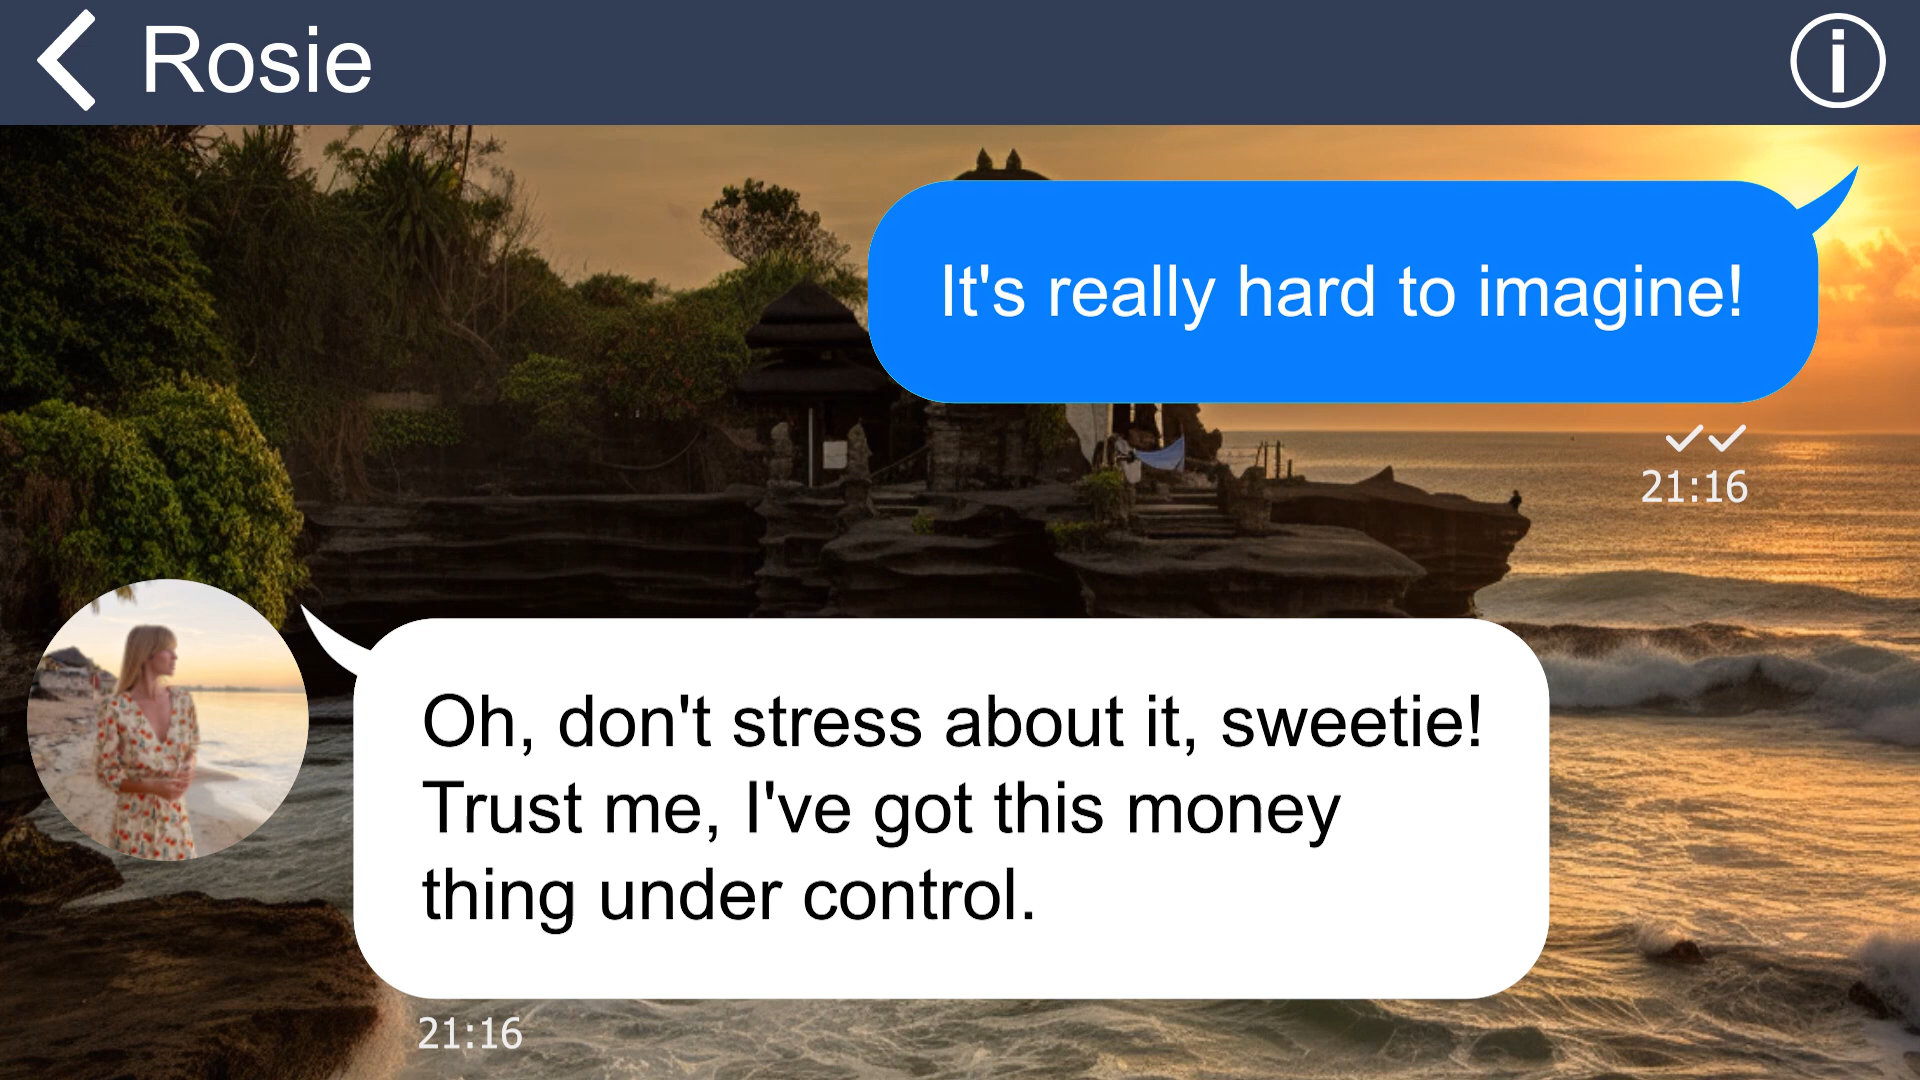 Rosie
It's really hard to imagine!
21:16
Oh, don't stress about it, sweetie!
Trust me, I've got this money
thing under control.
21:16